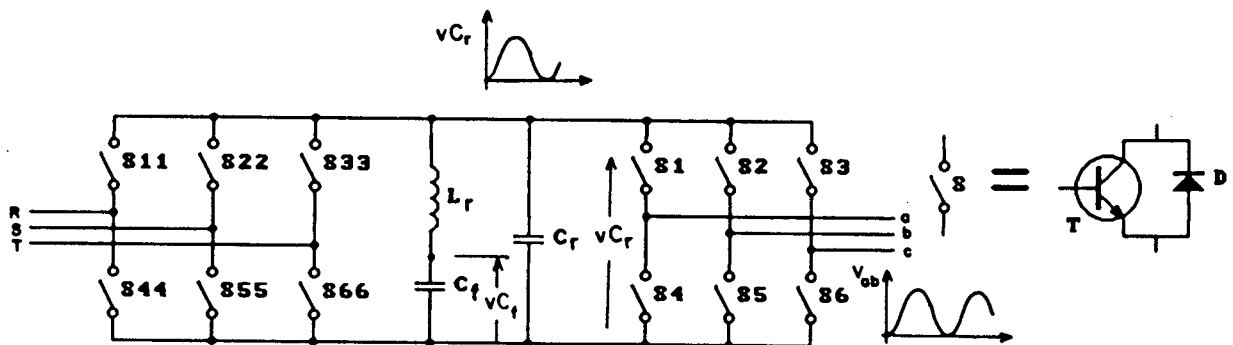 vCr
S11 S22 S33
Lr
Cr
vCr
S1 S2 S3
S
T
D
R
S
T
a
b
c
S44 S55 S66
Cf
vCf
S4 S5 S6
Vab